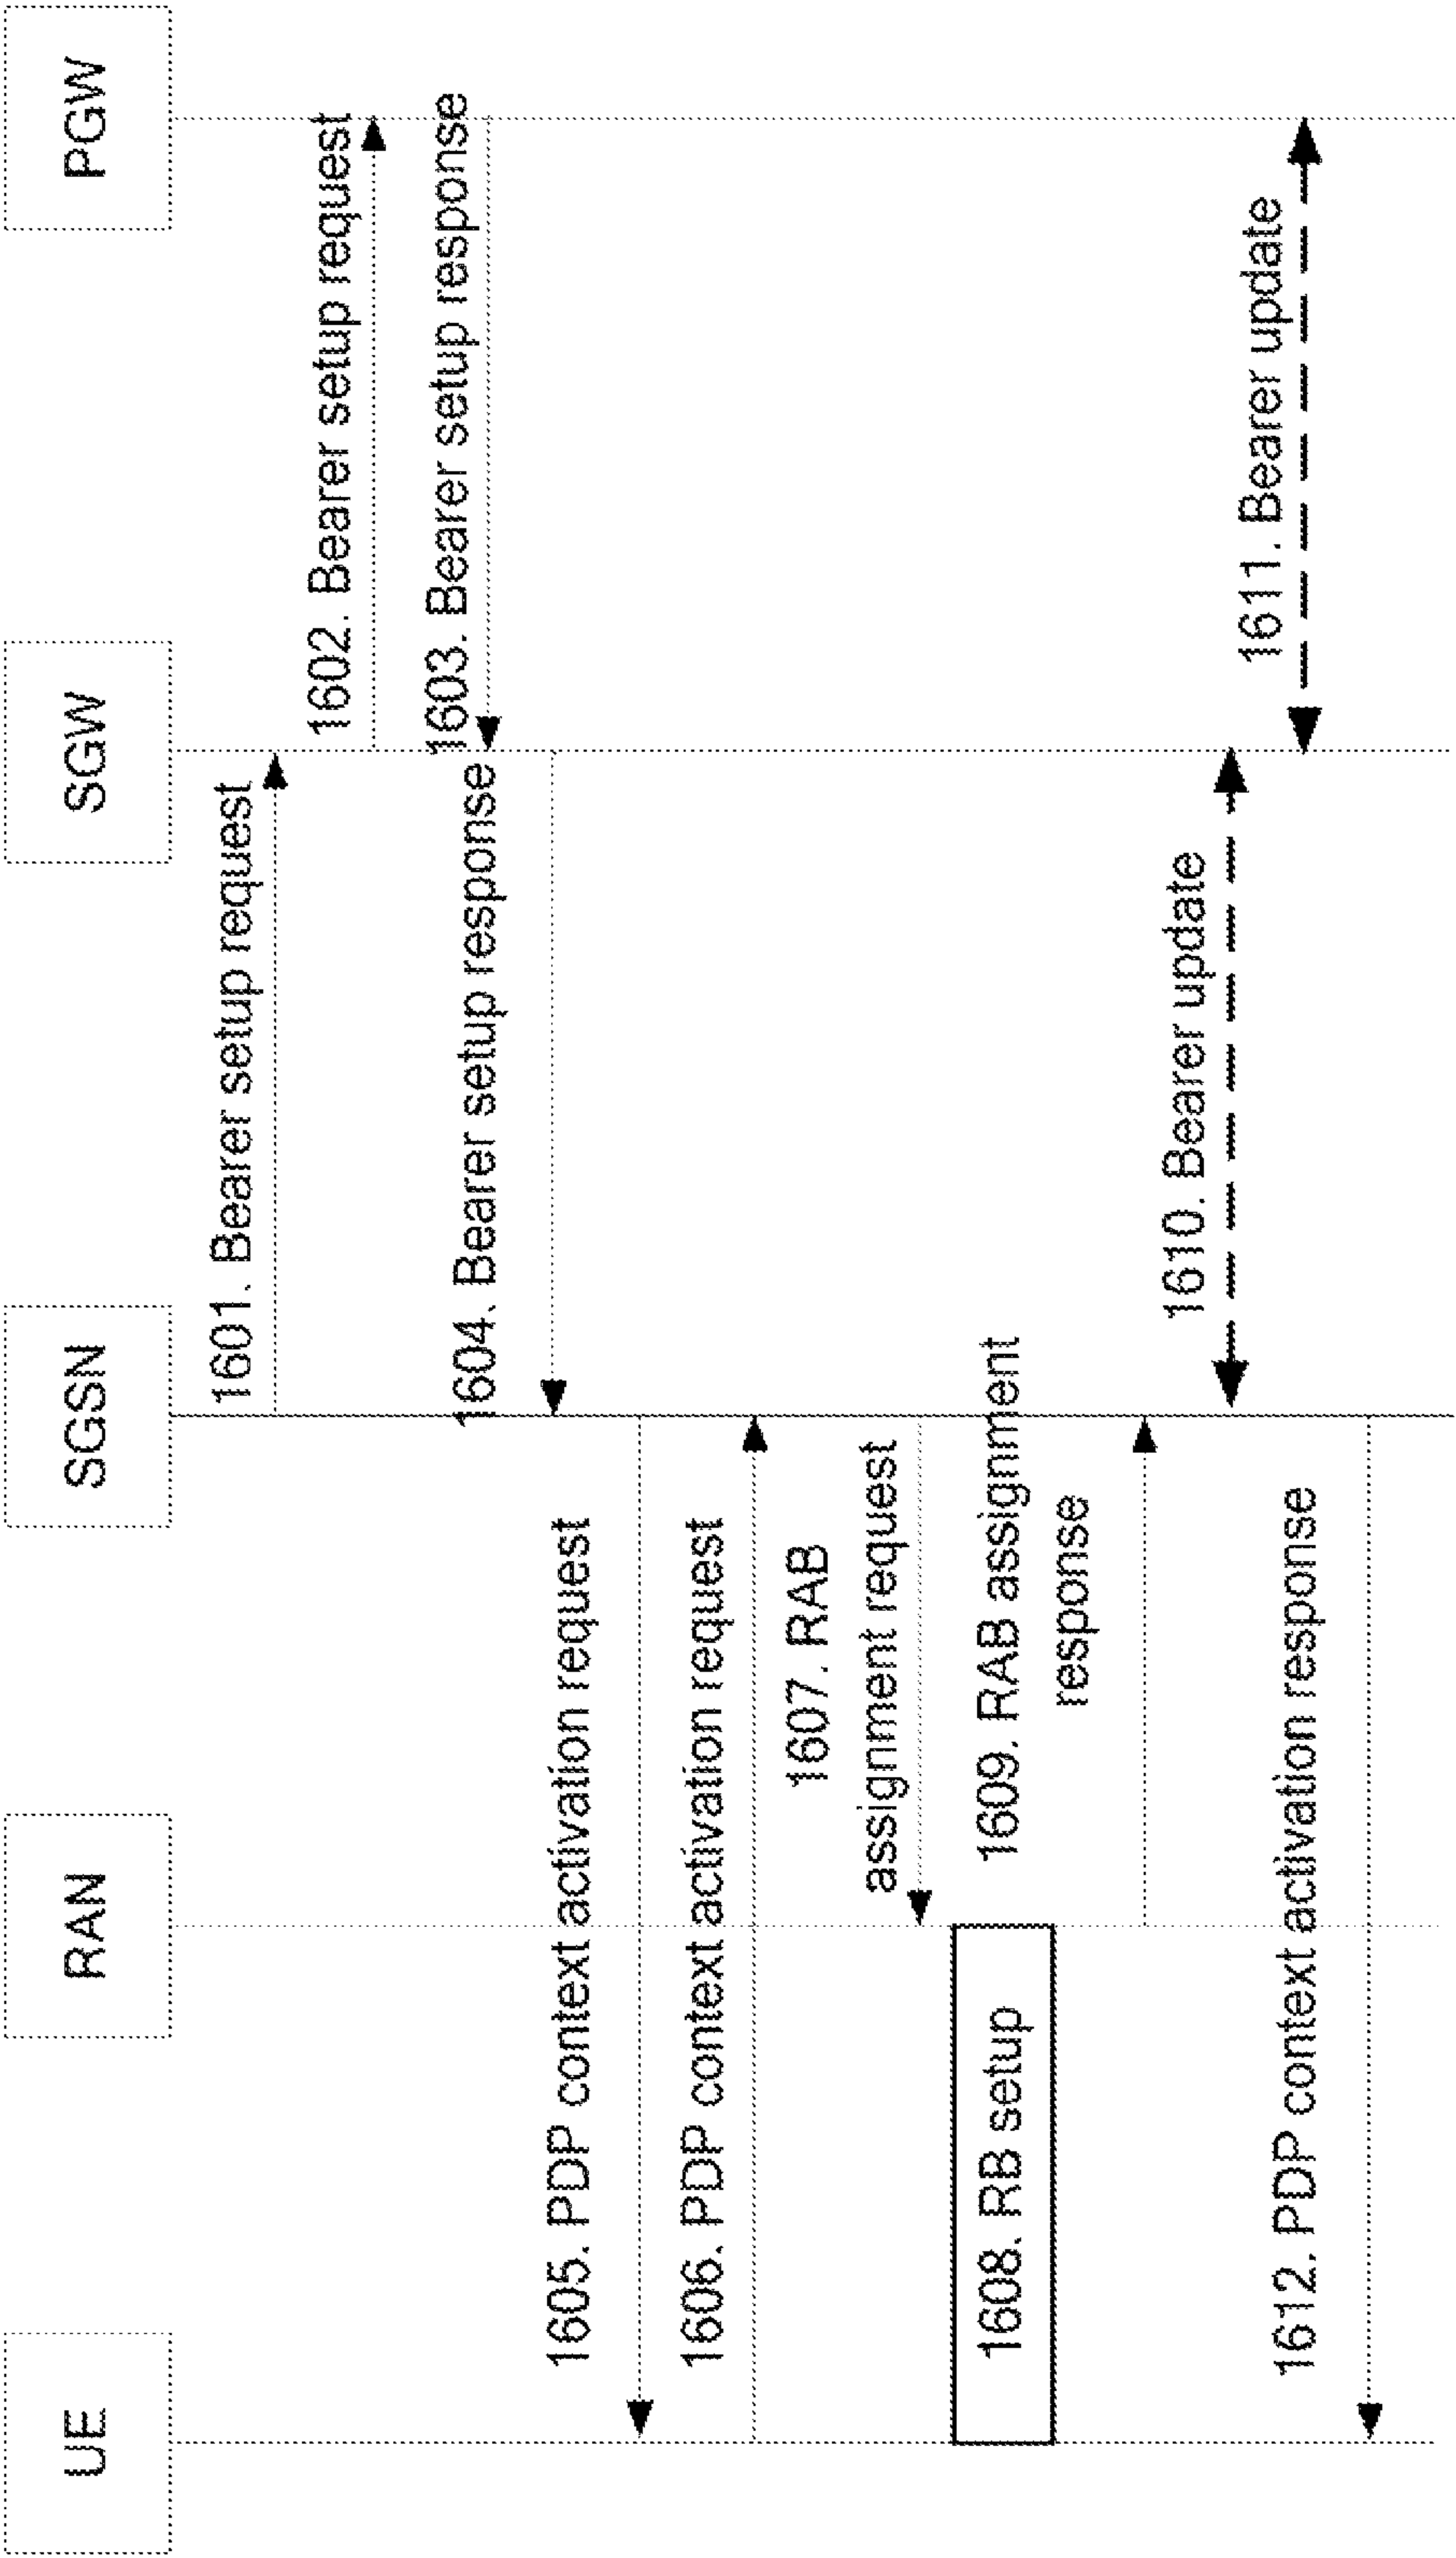 UE
RAN
SGSN
SGW
PGW
1601. Bearer setup request
1602. Bearer setup request
1603. Bearer setup response
1604. Bearer setup response
1605. PDP context activation request
1606. PDP context activation request
1607. RAB
assignment request
1608. RB setup
1609. RAB assignment
response
1610. Bearer update
1611. Bearer update
1612. PDP context activation response